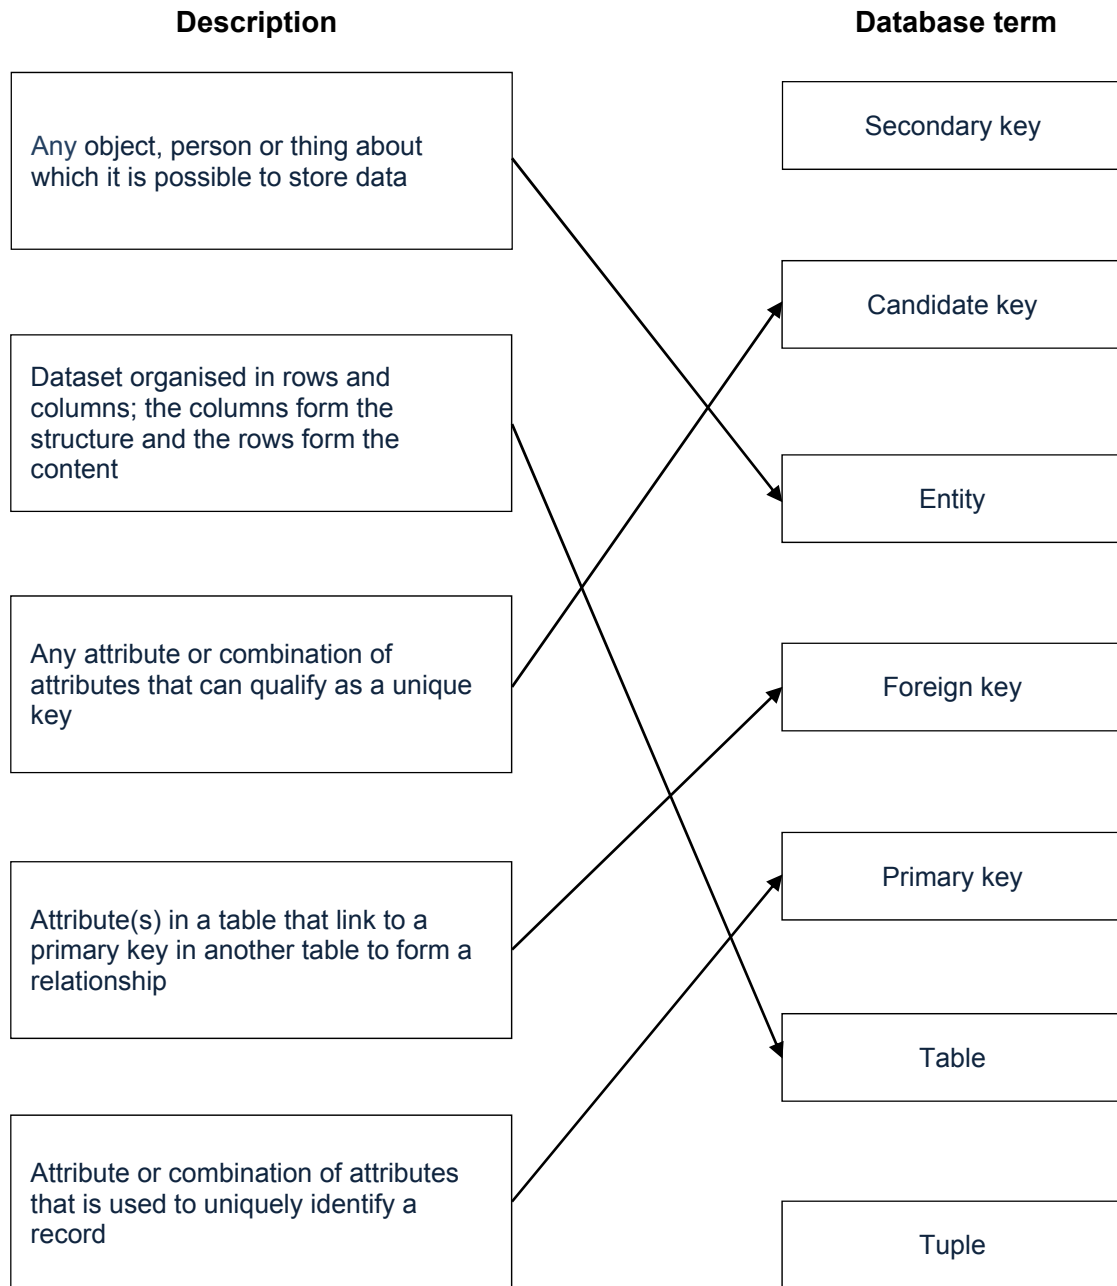 Description
Database term
Any object, person or thing about
which it is possible to store data
Secondary key
Candidate key
Dataset organised in rows and
columns; the columns form the
structure and the rows form the
content
Entity
Any attribute or combination of
attributes that can qualify as a unique
key
Foreign key
Primary key
Attribute(s) in a table that link to a
primary key in another table to form a
relationship
Table
Attribute or combination of attributes
that is used to uniquely identify a
record
Tuple